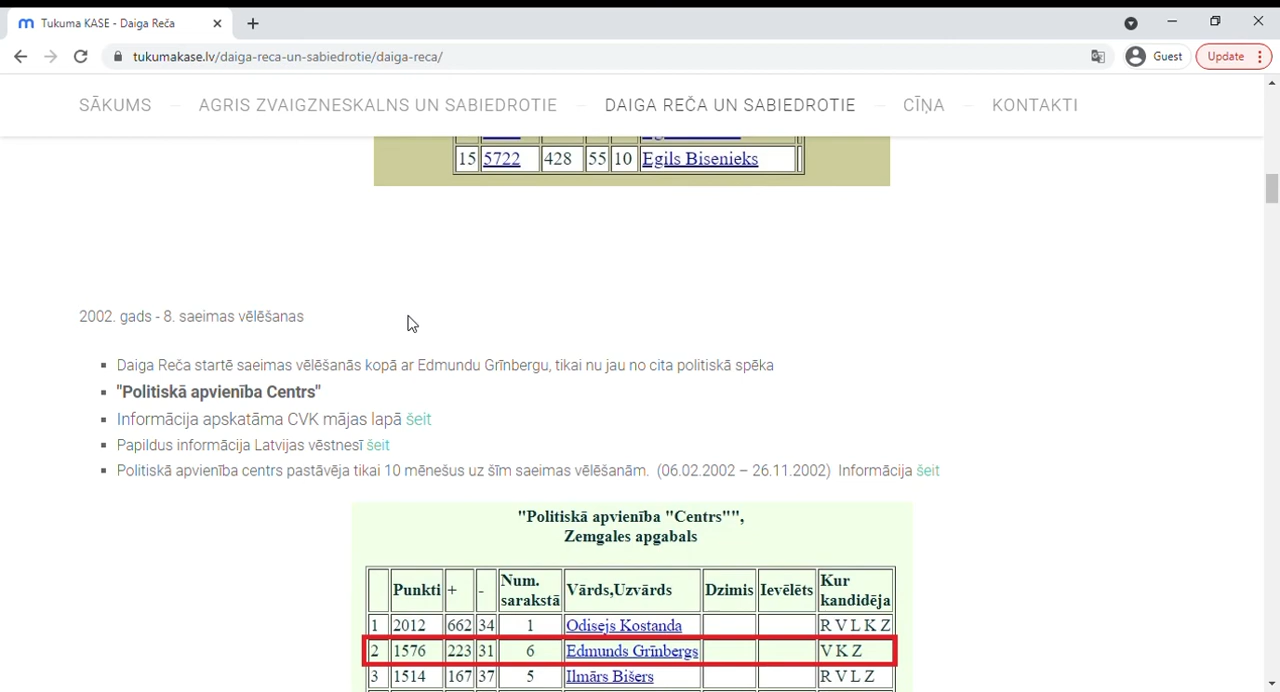 Tukuma KASE - Daiga Reča
tukumakase.lv/daiga-reca-un-sabiedrotie/daiga-reca/
Guest
Update
SĀKUMS — AGRIS ZVAIGZNESKALNS UN SABIEDROTIE — DAIGA REČA UN SABIEDROTIE — CĪŅA — KONTAKTI
15 5722 428 55 10 Egils Bisenieks
2002. gads - 8. saeimas vēlēšanas
Daiga Reča startē saeimas vēlēšanās kopā ar Edmundu Grīnbergu, tikai nu jau no cita politiskā spēka
"Politiskā apvienība Centrs"
Informācija apskatāma CVK mājas lapā šeit
Papildus informācija Latvijas vēstnesī šeit
Politiskā apvienība centrs pastāvēja tikai 10 mēnešus uz šīm saeimas vēlēšanām. (06.02.2002 – 26.11.2002) Informācija šeit
"Politiskā apvienība "Centrs"",
Zemgales apgabals
Punkti + - Num. sarakstā Vārds,Uzvārds Dzimis Ievēlēts Kur kandidēja
1 2012 662 34 1 Odisejs Kostanda R V L K Z
2 1576 223 31 6 Edmunds Grīnbergs V K Z
3 1514 167 37 5 Ilmārs Bišers R V L Z